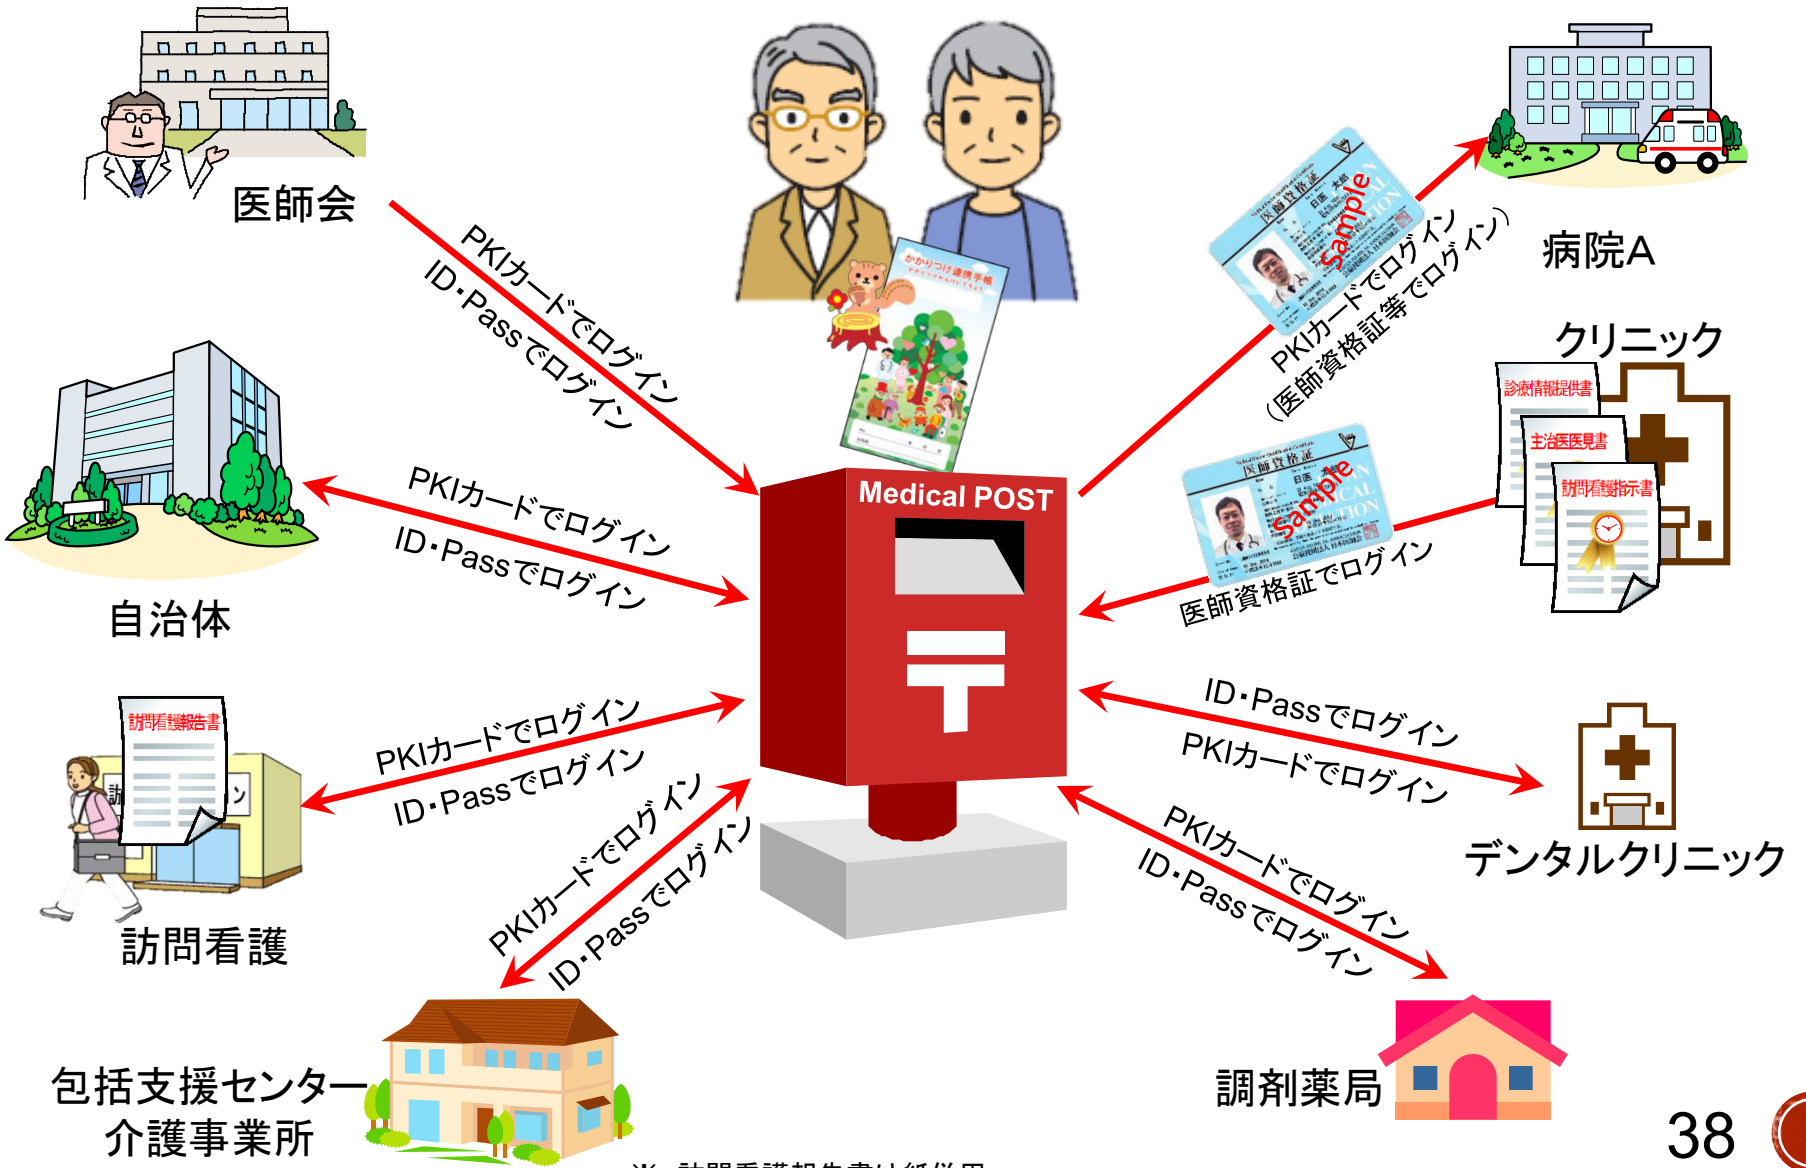 医師会
PKIカードでログイン
ID・Passでログイン
かかりつけ連携手帳
医師資格証
日医 太郎
Sample
PKIカードでログイン
(医師資格証等でログイン)
病院A
クリニック
診療情報提供書
主治医医見書
訪問看護指示書
医師資格証
日医
Sample
医師資格証でログイン
自治体
PKIカードでログイン
ID・Passでログイン
Medical POST
訪問看護報告書
訪問看護
PKIカードでログイン
ID・Passでログイン
ID・Passでログイン
PKIカードでログイン
デンタルクリニック
PKIカードでログイン
ID・Passでログイン
包括支援センター
介護事業所
PKIカードでログイン
ID・Passでログイン
調剤薬局
38